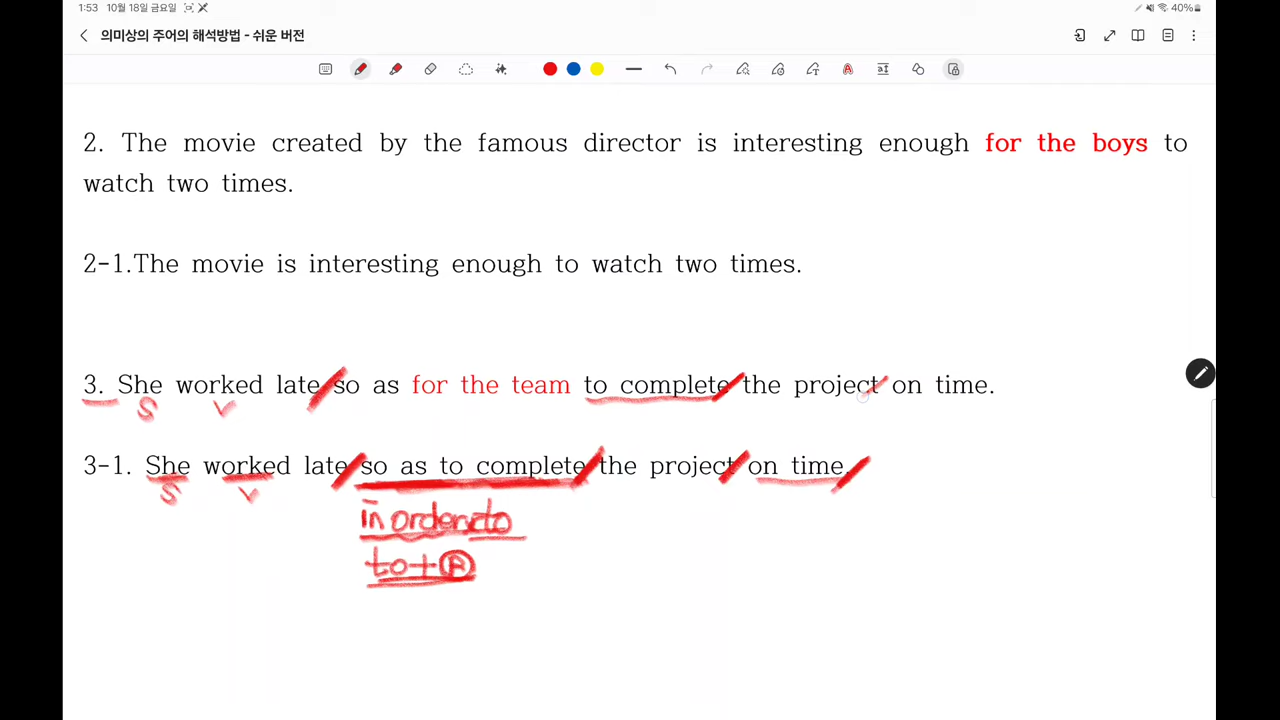 1:53 10월 18일 금요일 40%
의미상의 주어의 해석방법 - 쉬운 버전
2. The movie created by the famous director is interesting enough for the boys to
watch two times.
2-1.The movie is interesting enough to watch two times.
3. She worked late so as for the team to complete the project on time.
S V
3-1. She worked late so as to complete the project on time.
S V
in order to
to+R